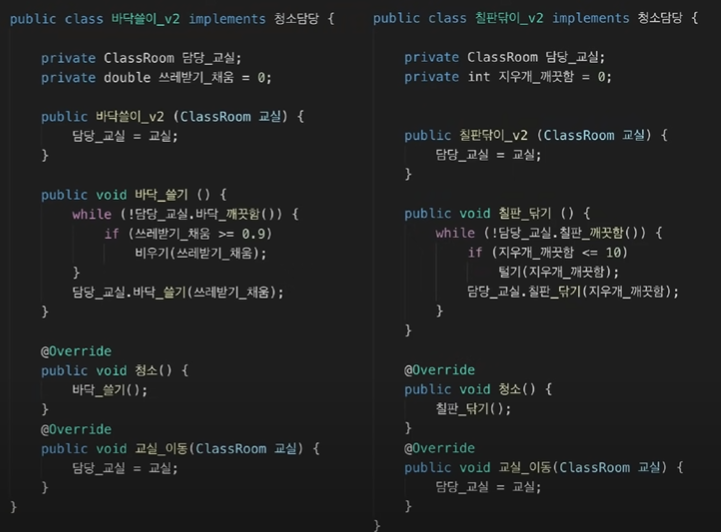 public class 바닥쓸이_v2 implements 청소담당 {
private ClassRoom 담당_교실;
private double 쓰레받기_채움 = 0;
public 바닥쓸이_v2 (ClassRoom 교실) {
담당_교실 = 교실;
}
public void 바닥_쓸기 () {
while (!담당_교실.바닥_깨끗함()) {
if (쓰레받기_채움 >= 0.9)
비우기(쓰레받기_채움);
}
담당_교실.바닥_쓸기(쓰레받기_채움);
}
@Override
public void 청소() {
바닥_쓸기();
}
@Override
public void 교실_이동(ClassRoom 교실) {
담당_교실 = 교실;
}
}
public class 칠판닦이_v2 implements 청소담당 {
private ClassRoom 담당_교실;
private int 지우개_깨끗함 = 0;
public 칠판닦이_v2 (ClassRoom 교실) {
담당_교실 = 교실;
}
public void 칠판_닦기 () {
while (!담당_교실.칠판_깨끗함()) {
if (지우개_깨끗함 <= 10)
털기(지우개_깨끗함);
담당_교실.칠판_닦기(지우개_깨끗함);
}
}
@Override
public void 청소() {
칠판_닦기();
}
@Override
public void 교실_이동(ClassRoom 교실) {
담당_교실 = 교실;
}
}